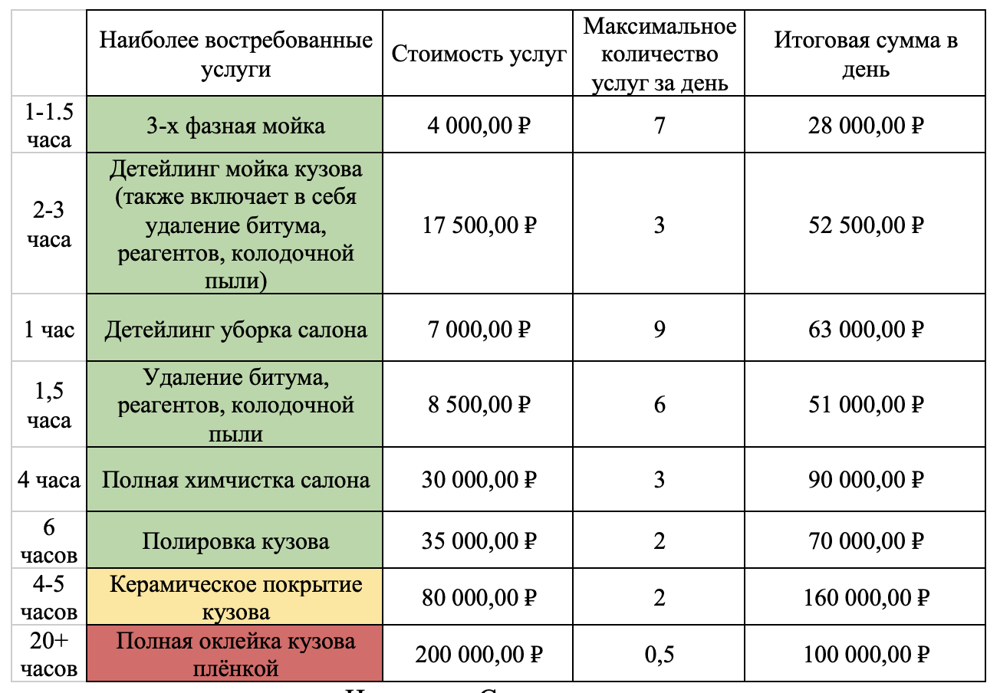 Наиболее востребованные
услуги
Стоимость услуг
Максимальное
количество
услуг за день
Итоговая сумма в
день
1-1.5
часа
3-х фазная мойка
4 000,00 ₽
7
28 000,00 ₽
2-3
часа
Детейлинг мойка кузова
(также включает в себя
удаление битума,
реагентов, колодочной
пыли)
17 500,00 ₽
3
52 500,00 ₽
1 час
Детейлинг уборка салона
7 000,00 ₽
9
63 000,00 ₽
1,5
часа
Удаление битума,
реагентов, колодочной
пыли
8 500,00 ₽
6
51 000,00 ₽
4 часа
Полная химчистка салона
30 000,00 ₽
3
90 000,00 ₽
6
часов
Полировка кузова
35 000,00 ₽
2
70 000,00 ₽
4-5
часов
Керамическое покрытие
кузова
80 000,00 ₽
2
160 000,00 ₽
20+
часов
Полная оклейка кузова
плёнкой
200 000,00 ₽
0,5
100 000,00 ₽